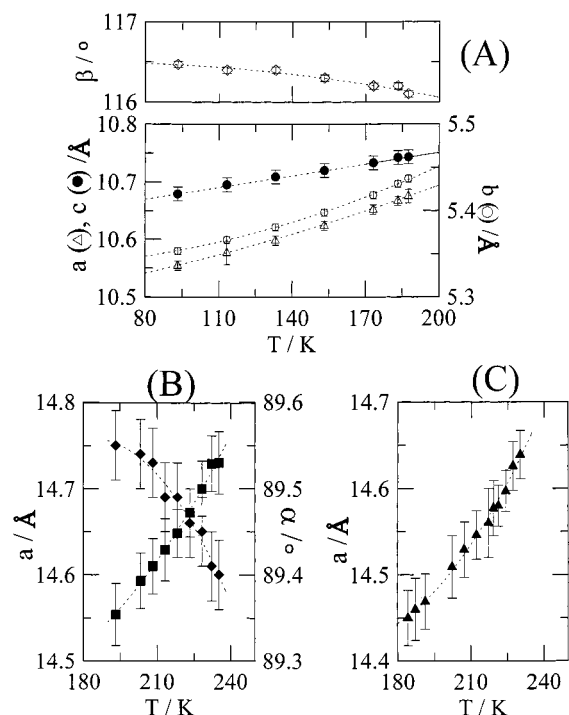 117
(A)
β / °
116
10.8
5.5
a (△), c (●) /Å
10.7
10.6
5.4
b (○)/Å
10.5
5.3
80
110
140
170
200
T / K
(B)
(C)
14.8
89.6
14.7
14.7
89.5
14.6
a / Å
α / °
a / Å
14.6
89.4
14.5
14.5
89.3
14.4
180
210
240
180
210
240
T / K
T / K